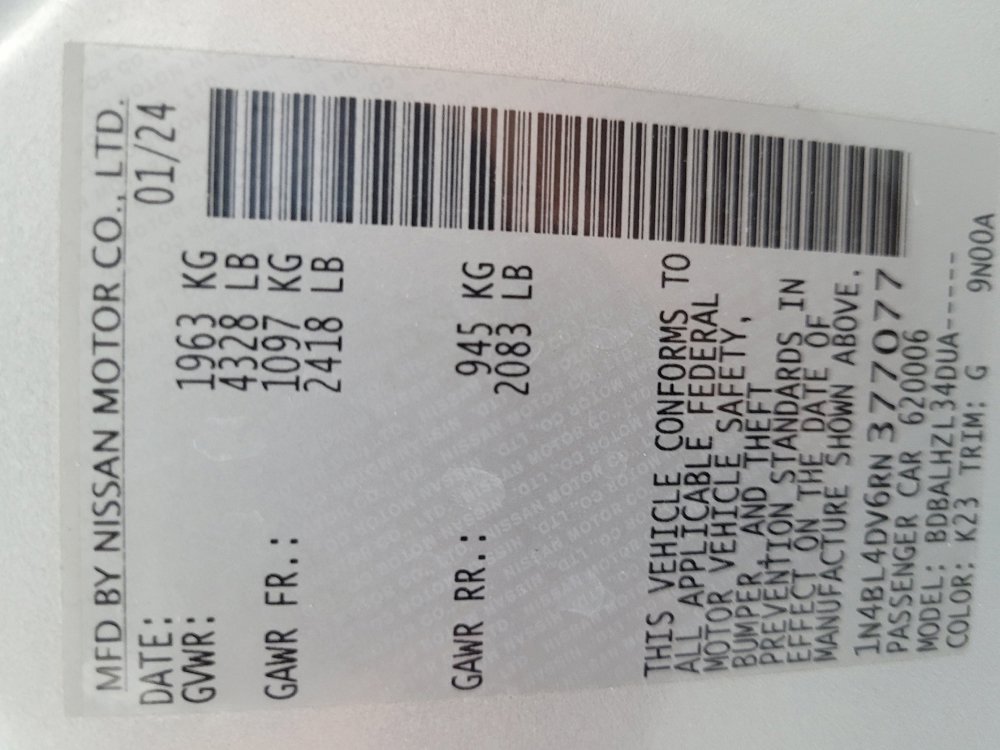 MFD BY NISSAN MOTOR CO., LTD.
DATE: 01/24
GVWR: 1963 KG
4328 LB
GAWR FR.: 1097 KG
2418 LB
GAWR RR.: 945 KG
2083 LB
THIS VEHICLE CONFORMS TO
ALL APPLICABLE FEDERAL
MOTOR VEHICLE SAFETY,
BUMPER AND THEFT
PREVENTION STANDARDS IN
EFFECT ON THE DATE OF
MANUFACTURE SHOWN ABOVE.
1N4BL4DV6RN377077
PASSENGER CAR 620006
MODEL: BDBALHZL34DUA-----
COLOR: K23 TRIM: G 9N00A